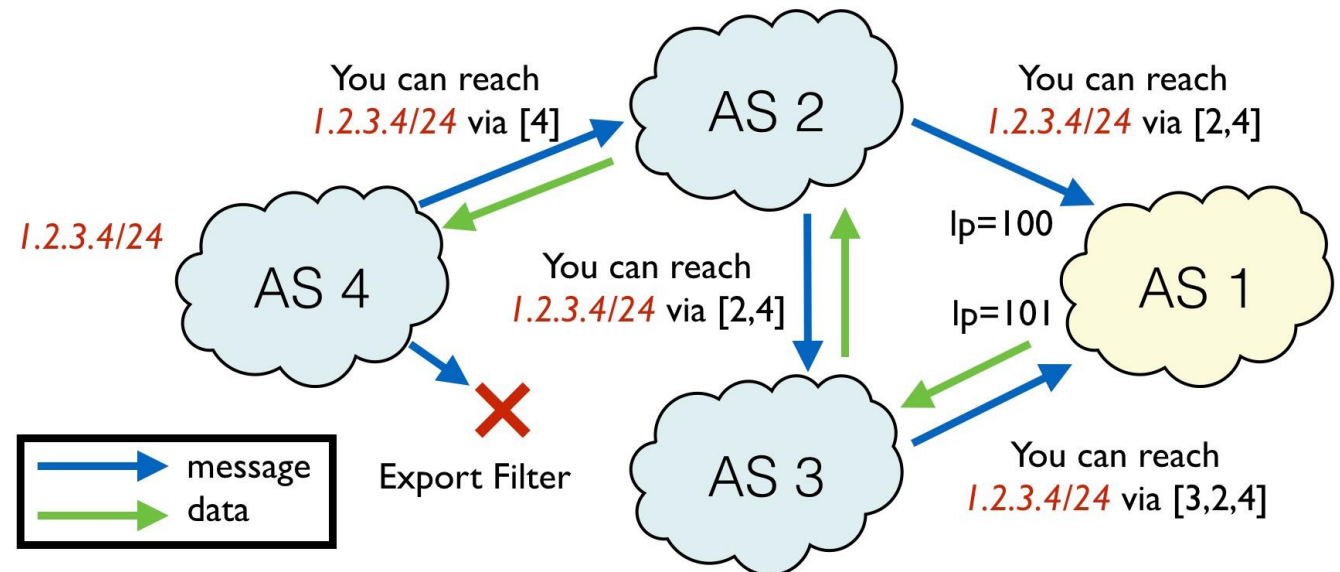 You can reach
1.2.3.4/24 via [4]
AS 2
You can reach
1.2.3.4/24 via [2,4]
1.2.3.4/24
AS 4
You can reach
1.2.3.4/24 via [2,4]
lp=100
lp=101
AS 1
Export Filter
AS 3
You can reach
1.2.3.4/24 via [3,2,4]
message
data